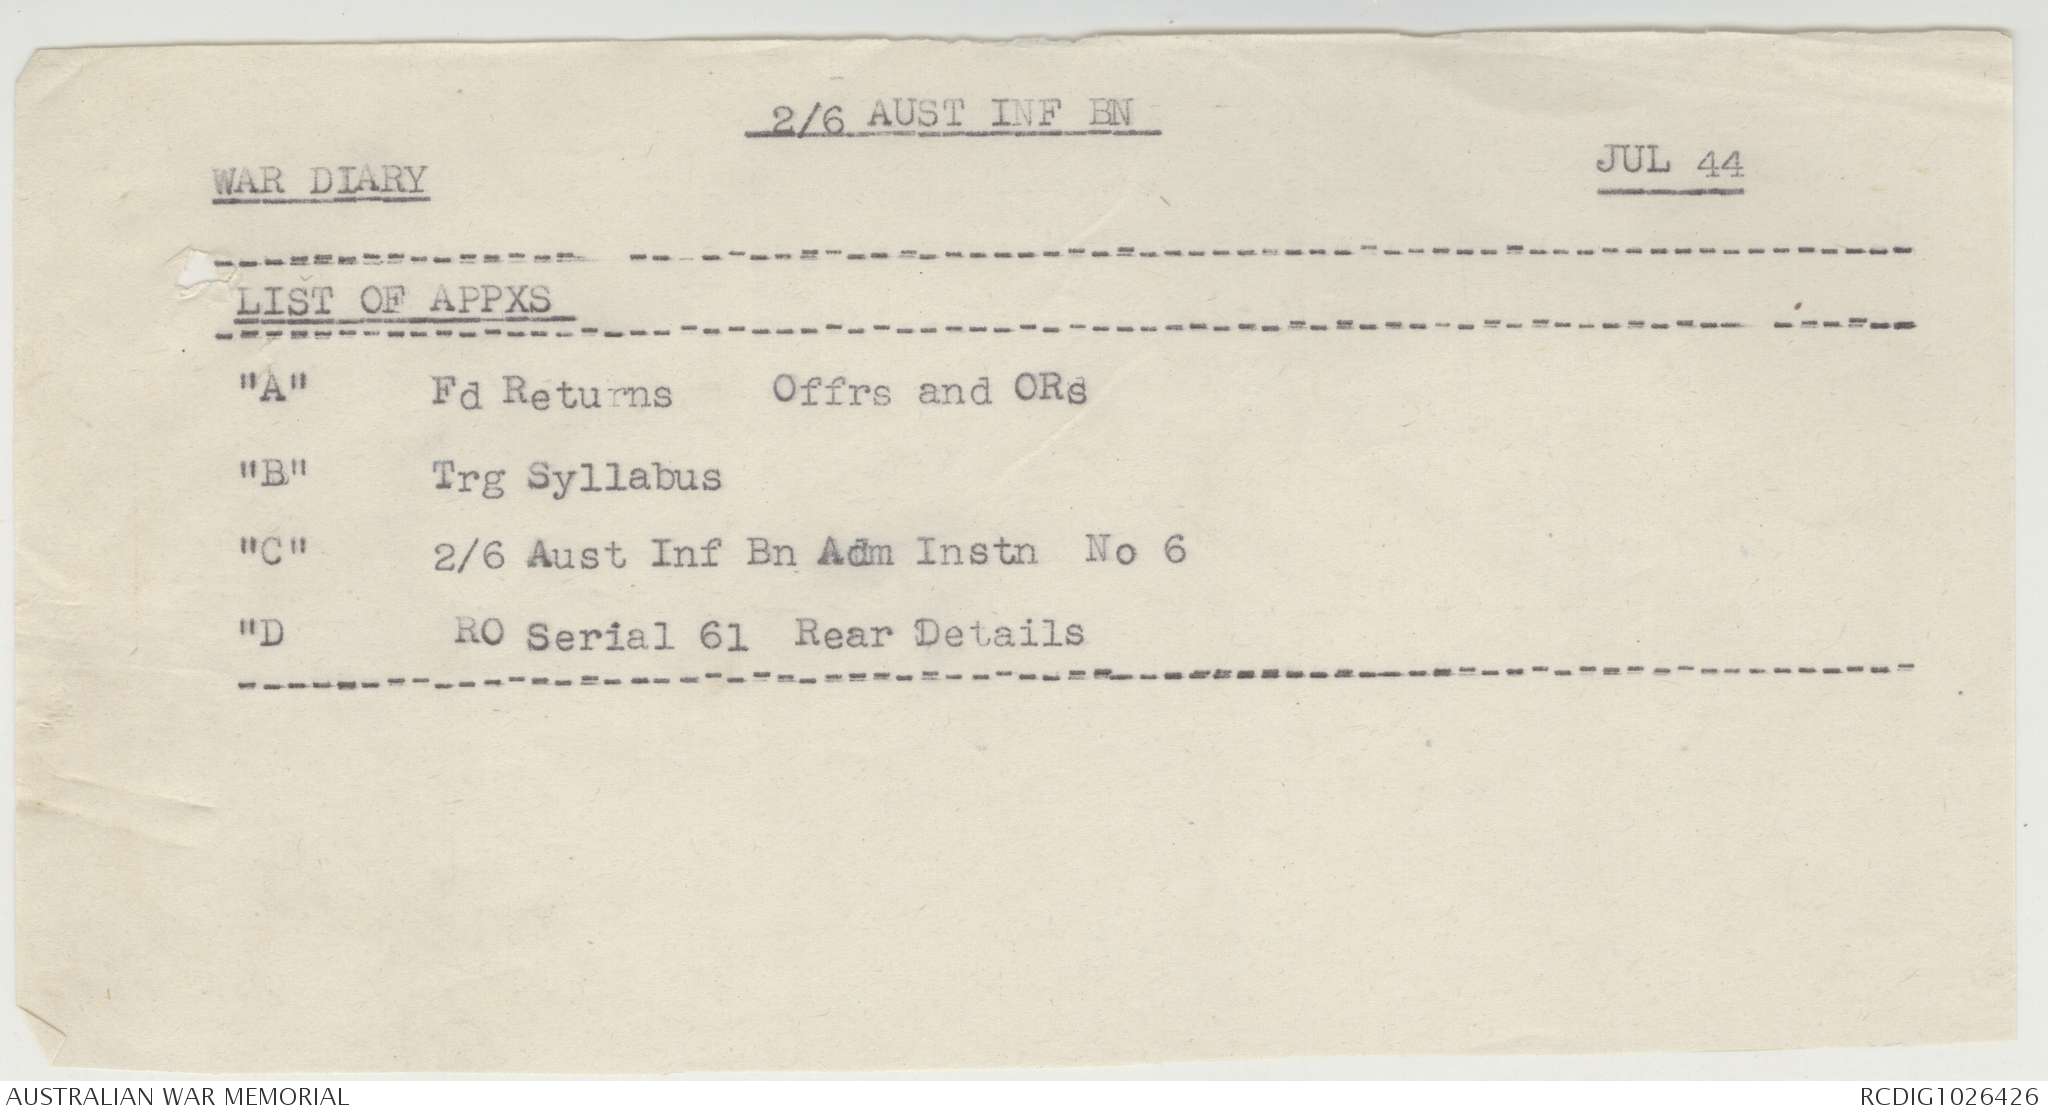 2/6 AUST INF BN
WAR DIARY JUL 44
LIST OF APPXS
"A" Fd Returns Offrs and ORs
"B" Trg Syllabus
"C" 2/6 Aust Inf Bn Adm Instn No 6
"D RO Serial 61 Rear Details
AUSTRALIAN WAR MEMORIAL RCDIG1026426